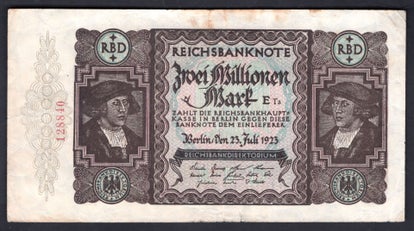 RBD
RBD
REICHSBANKNOTE
Zwei Millionen
Mark
ZAHLT DIE REICHSBANKHAUPT=
KASSE IN BERLIN GEGEN DIESE
BANKNOTE DEM EINLIEFERER
Berlin, den 23. Juli 1923
REICHSBANKDIREKTORIUM
128840